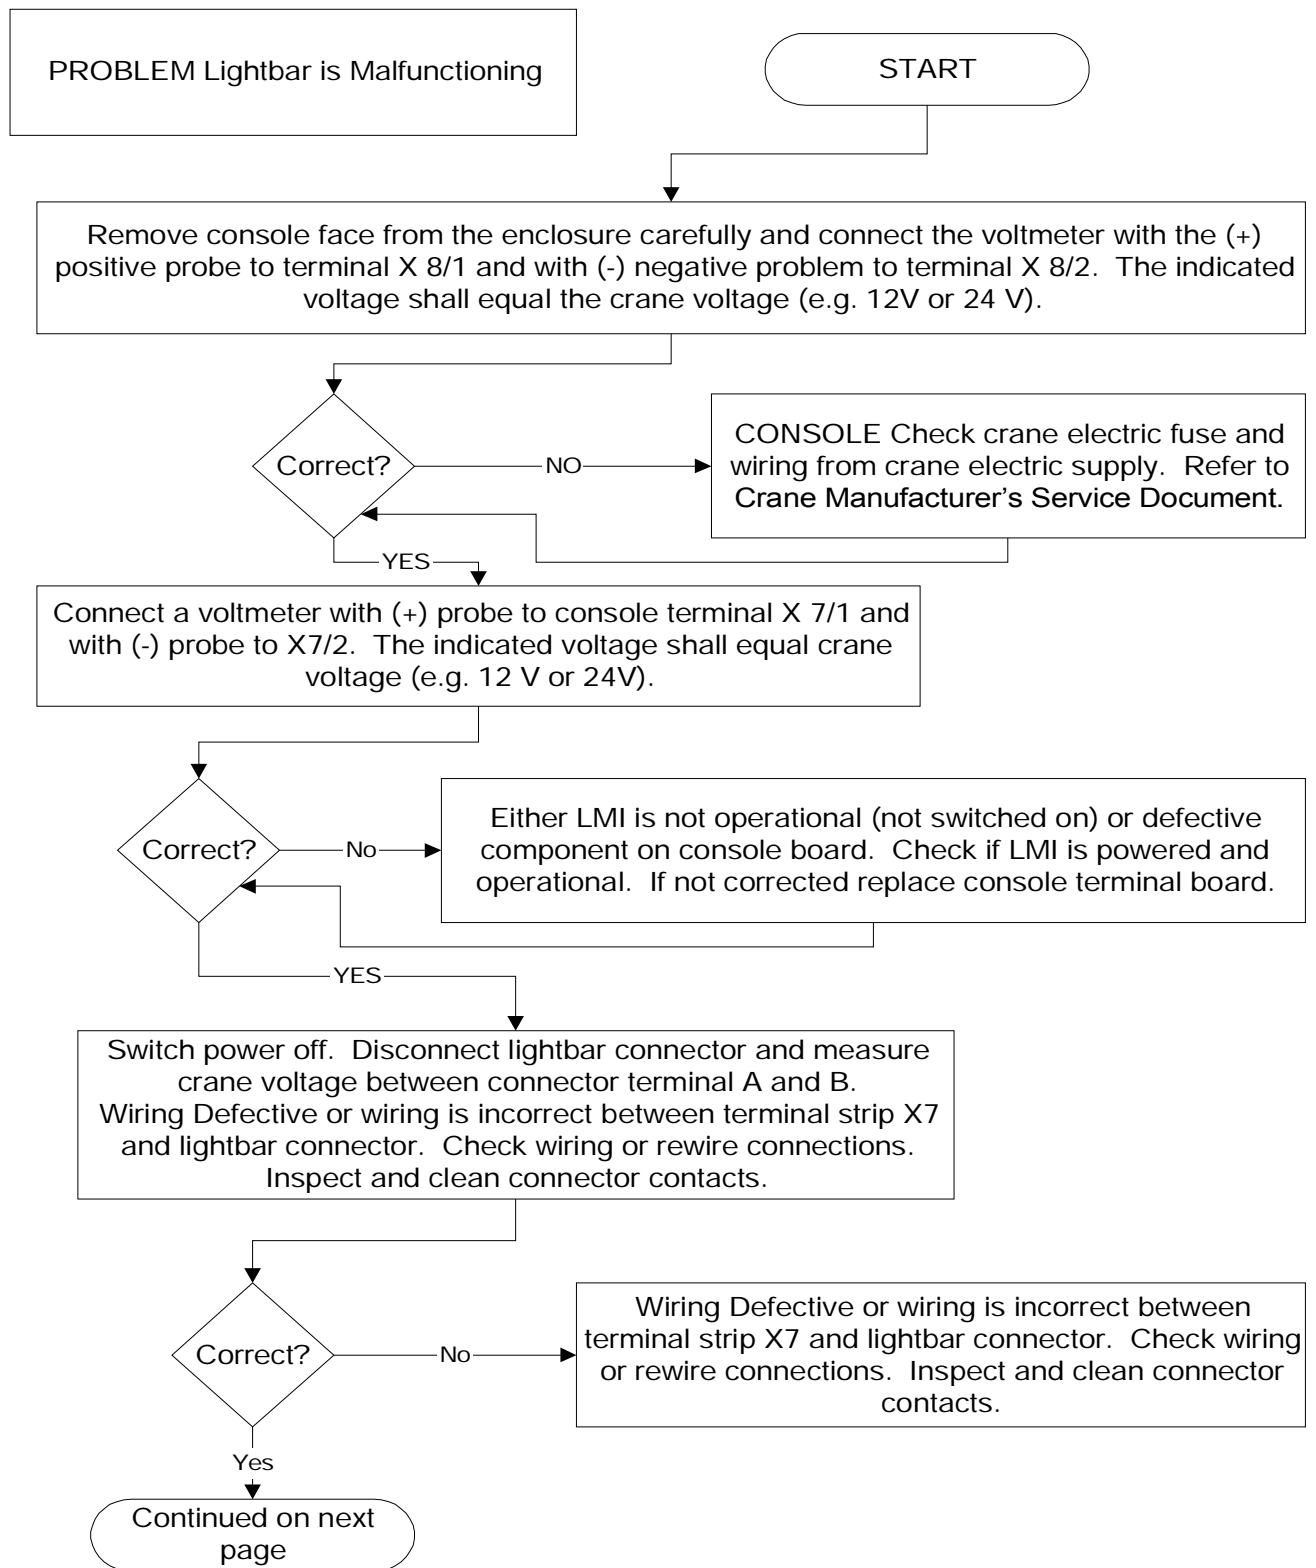 PROBLEM Lightbar is Malfunctioning
START
Remove console face from the enclosure carefully and connect the voltmeter with the (+)
positive probe to terminal X 8/1 and with (-) negative problem to terminal X 8/2. The indicated
voltage shall equal the crane voltage (e.g. 12V or 24 V).
Correct?
NO
CONSOLE Check crane electric fuse and
wiring from crane electric supply. Refer to
Crane Manufacturer's Service Document.
YES
Connect a voltmeter with (+) probe to console terminal X 7/1 and
with (-) probe to X7/2. The indicated voltage shall equal crane
voltage (e.g. 12 V or 24V).
Correct?
No
Either LMI is not operational (not switched on) or defective
component on console board. Check if LMI is powered and
operational. If not corrected replace console terminal board.
YES
Switch power off. Disconnect lightbar connector and measure
crane voltage between connector terminal A and B.
Wiring Defective or wiring is incorrect between terminal strip X7
and lightbar connector. Check wiring or rewire connections.
Inspect and clean connector contacts.
Correct?
No
Wiring Defective or wiring is incorrect between
terminal strip X7 and lightbar connector. Check wiring
or rewire connections. Inspect and clean connector
contacts.
Yes
Continued on next
page